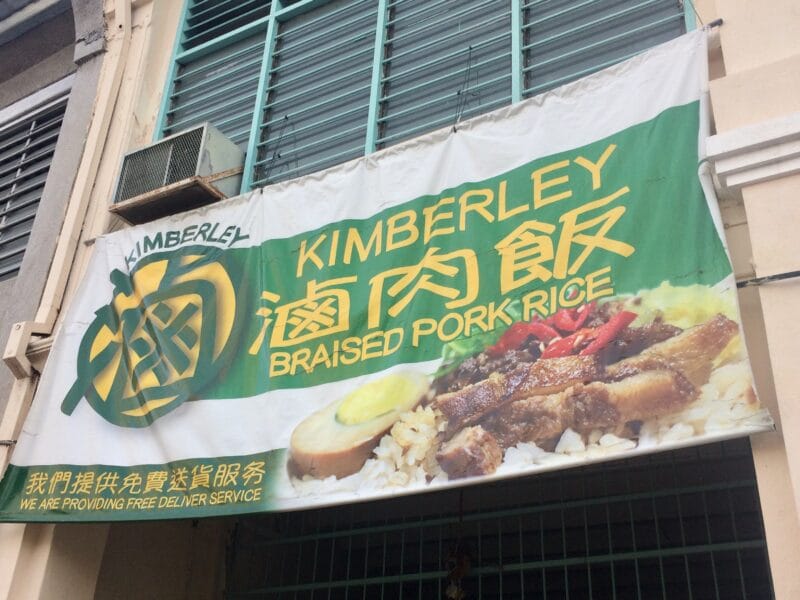 KIMBERLEY
滷
KIMBERLEY
滷肉飯
BRAISED PORK RICE
我們提供免費送貨服务
WE ARE PROVIDING FREE DELIVER SERVICE